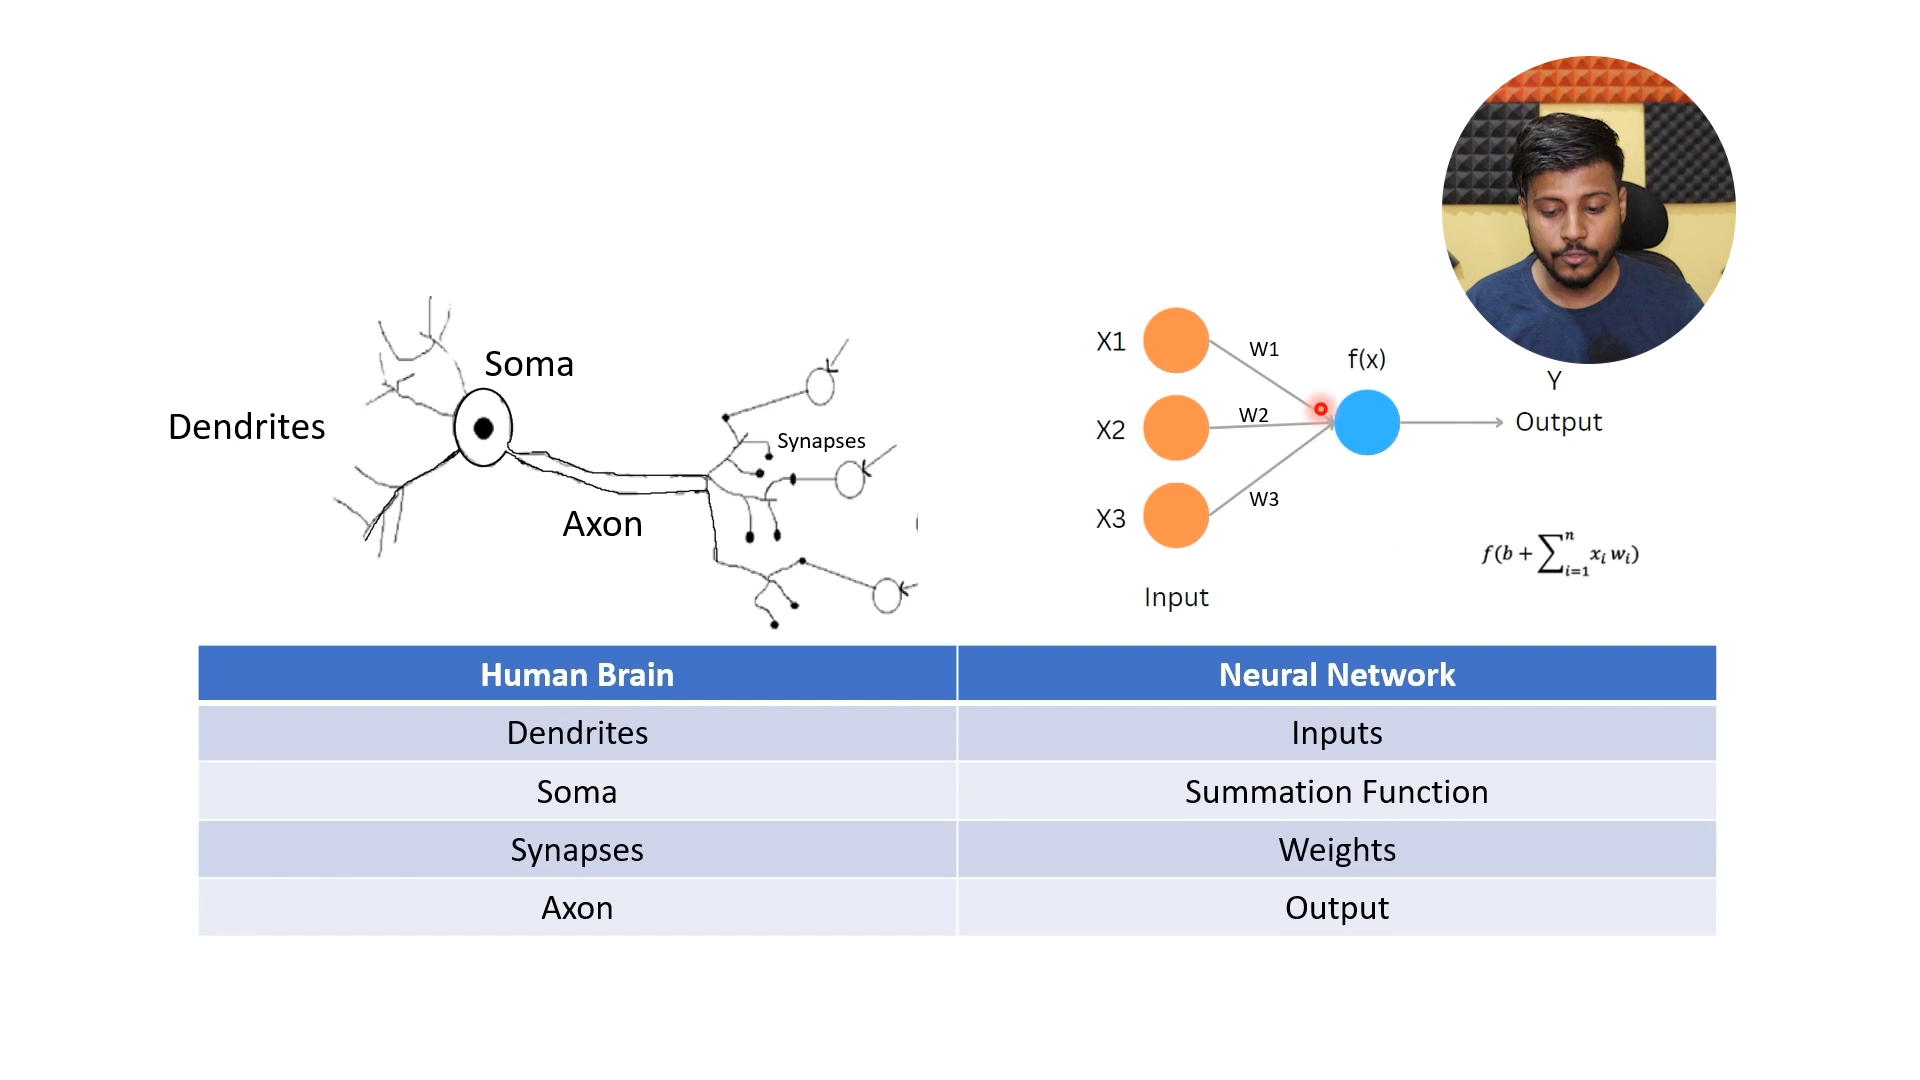 Soma
Dendrites
Synapses
Axon
X1
W1
f(x)
Y
X2
W2
Output
X3
W3
f(b + ∑ⁿᵢ₌₁ xᵢ wᵢ)
Input
Human Brain Neural Network
Dendrites Inputs
Soma Summation Function
Synapses Weights
Axon Output